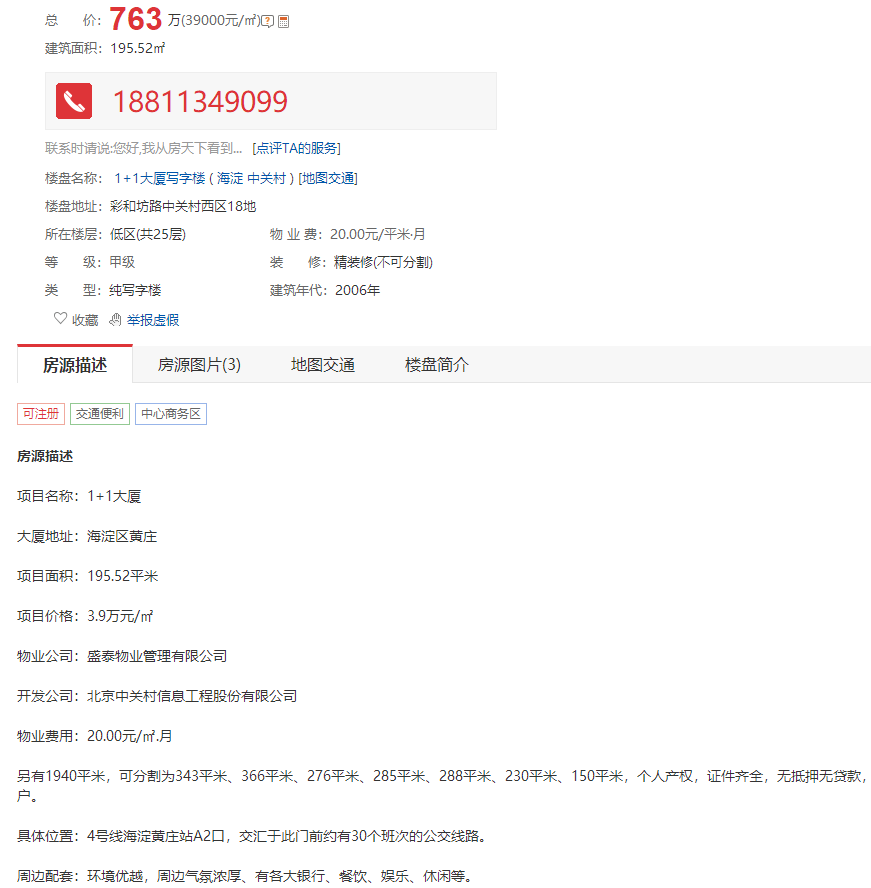 总 价：763 万(39000元/㎡)
建筑面积：195.52㎡
18811349099
联系时请说:您好,我从房天下看到... [点评TA的服务]
楼盘名称： 1+1大厦写字楼 ( 海淀 中关村 ) [地图交通]
楼盘地址：彩和坊路中关村西区18地
所在楼层：低区(共25层) 物 业 费：20.00元/平米·月
等 级：甲级 装 修：精装修(不可分割)
类 型：纯写字楼 建筑年代：2006年
收藏 举报虚假
房源描述 房源图片(3) 地图交通 楼盘简介
可注册 交通便利 中心商务区
房源描述
项目名称：1+1大厦
大厦地址：海淀区黄庄
项目面积：195.52平米
项目价格：3.9万元/㎡
物业公司：盛泰物业管理有限公司
开发公司：北京中关村信息工程股份有限公司
物业费用：20.00元/㎡.月
另有1940平米，可分割为343平米、366平米、276平米、285平米、288平米、230平米、150平米，个人产权，证件齐全，无抵押无贷款，
户。
具体位置：4号线海淀黄庄站A2口，交汇于此门前约有30个班次的公交线路。
周边配套：环境优越，周边气氛浓厚、有各大银行、餐饮、娱乐、休闲等。